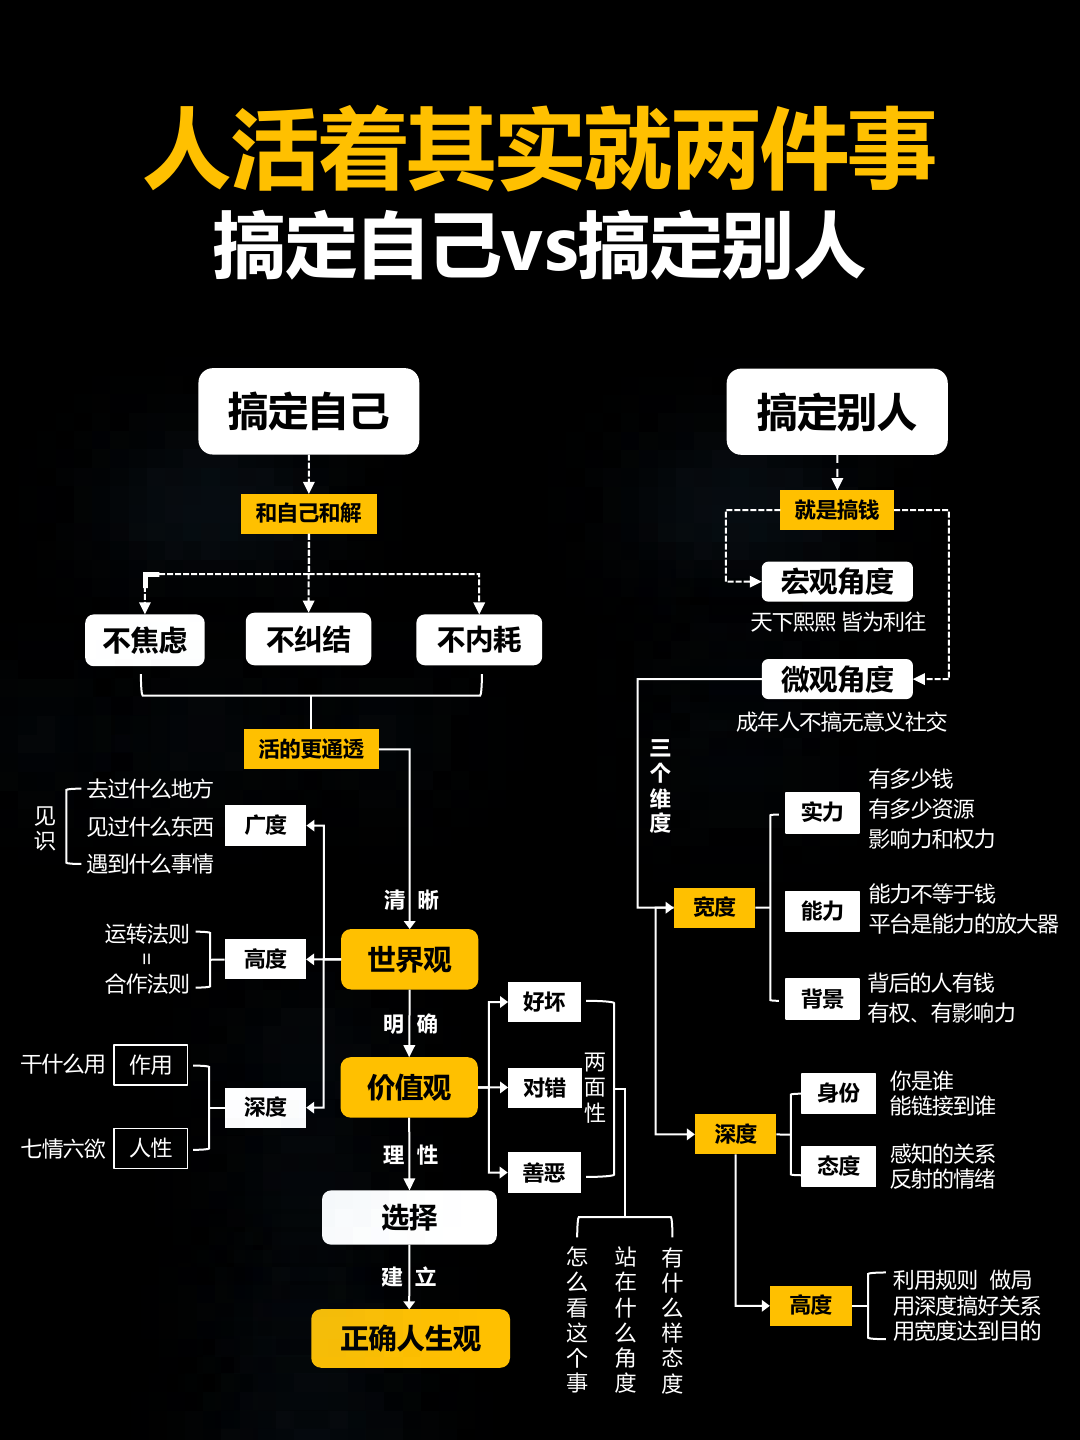 人活着其实就两件事
搞定自己vs搞定别人
搞定自己
和自己和解
不焦虑
不纠结
不内耗
活的更通透
见识
去过什么地方
见过什么东西
遇到什么事情
广度
清 晰
运转法则
=
合作法则
高度
世界观
明 确
干什么用
作用
七情六欲
人性
深度
价值观
好坏
对错
善恶
两面性
怎么看这个事
站在什么角度
有什么样态度
理 性
选择
建 立
正确人生观
搞定别人
就是搞钱
宏观角度
天下熙熙 皆为利往
微观角度
成年人不搞无意义社交
三个维度
宽度
实力
有多少钱
有多少资源
影响力和权力
能力
能力不等于钱
平台是能力的放大器
背景
背后的人有钱
有权、有影响力
深度
身份
你是谁
能链接到谁
态度
感知的关系
反射的情绪
高度
利用规则 做局
用深度搞好关系
用宽度达到目的